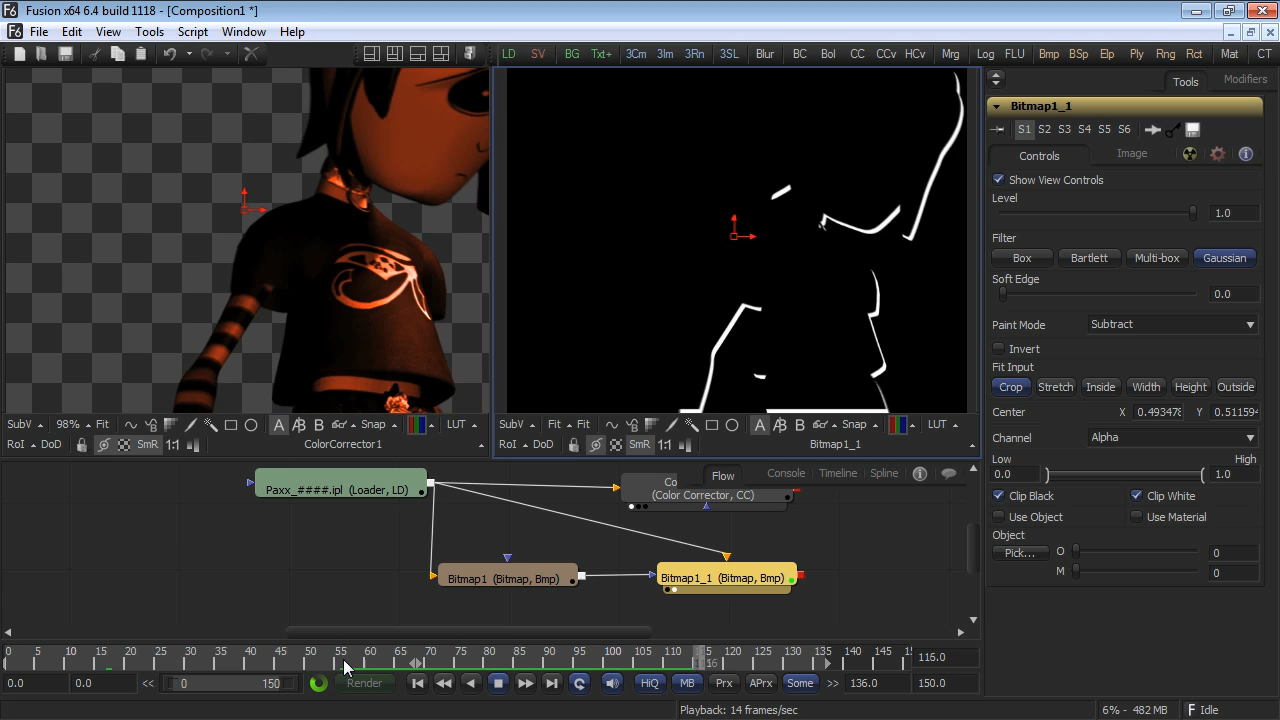 Fusion x64 6.4 build 1118 - [Composition1 *]
File Edit View Tools Script Window Help
LD SV BG Txt+ 3Cm 3Im 3Rn 3SL Blur BC Bol CC CCv HCv Mrg Log FLU Bmp BSp Elp Ply Rng Rct Mat CT
Tools Modifiers
Bitmap1_1
S1 S2 S3 S4 S5 S6
Controls Image
Show View Controls
Level
1.0
Filter
Box Bartlett Multi-box Gaussian
Soft Edge
0.0
Paint Mode Subtract
Invert
Fit Input
Crop Stretch Inside Width Height Outside
Center X 0.493478 Y 0.511594
Channel Alpha
Low High
0.0 1.0
Clip Black Clip White
Use Object Use Material
Object
Pick... O 0
M 0
SubV 98% Fit A B Snap LUT
RoI DoD SmR 1:1 ColorCorrector1
SubV Fit Fit A B Snap LUT
RoI DoD SmR 1:1 Bitmap1_1
Flow Console Timeline Spline
Paxx_####.ipl (Loader, LD)
Co
(Color Corrector, CC)
Bitmap1 (Bitmap, Bmp)
Bitmap1_1 (Bitmap, Bmp)
0 5 10 15 20 25 30 35 40 45 50 55 60 65 70 75 80 85 90 95 100 105 110 115 120 125 130 135 140 145 15
116.0
0.0 0.0 << 0 150 Render HiQ MB Prx APrx Some >> 136.0 150.0
Playback: 14 frames/sec 6% - 482 MB Idle